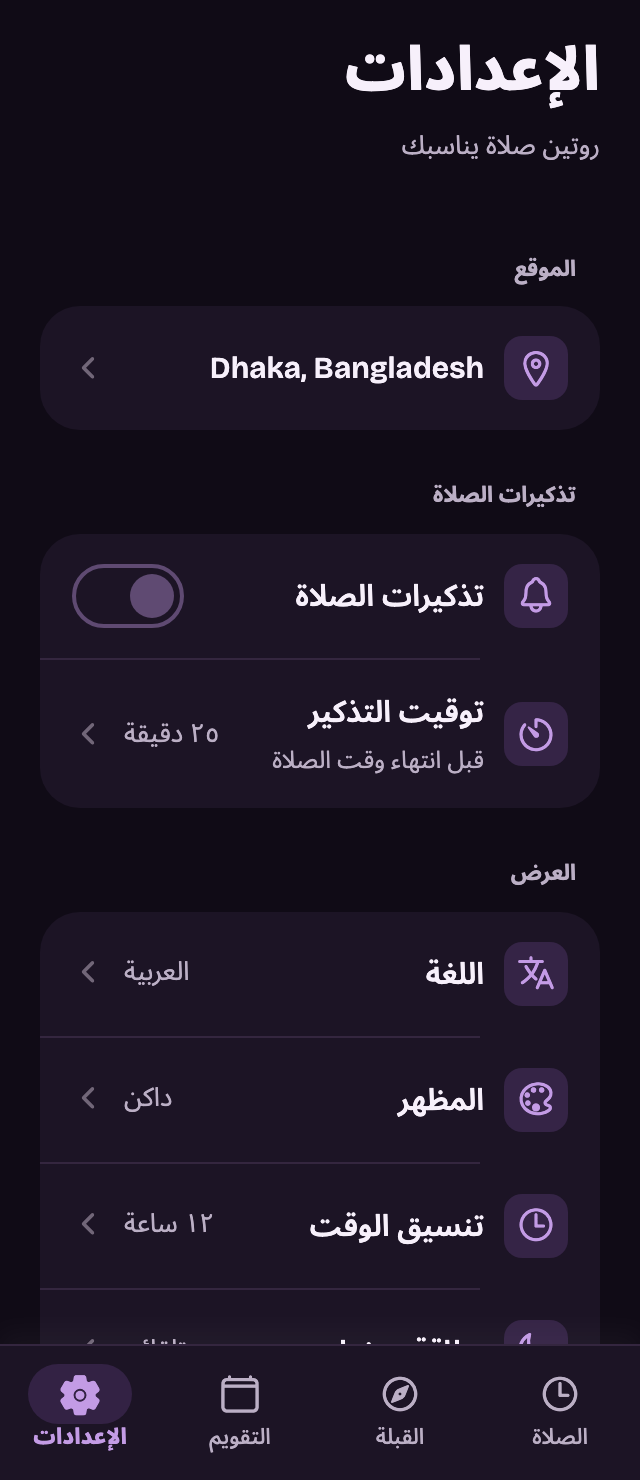 الإعدادات
روتين صلاة يناسبك
الموقع
Dhaka, Bangladesh
تذكيرات الصلاة
تذكيرات الصلاة
توقيت التذكير
قبل انتهاء وقت الصلاة
٢٥ دقيقة
العرض
اللغة
العربية
المظهر
داكن
تنسيق الوقت
١٢ ساعة
الصلاة
القبلة
التقويم
الإعدادات